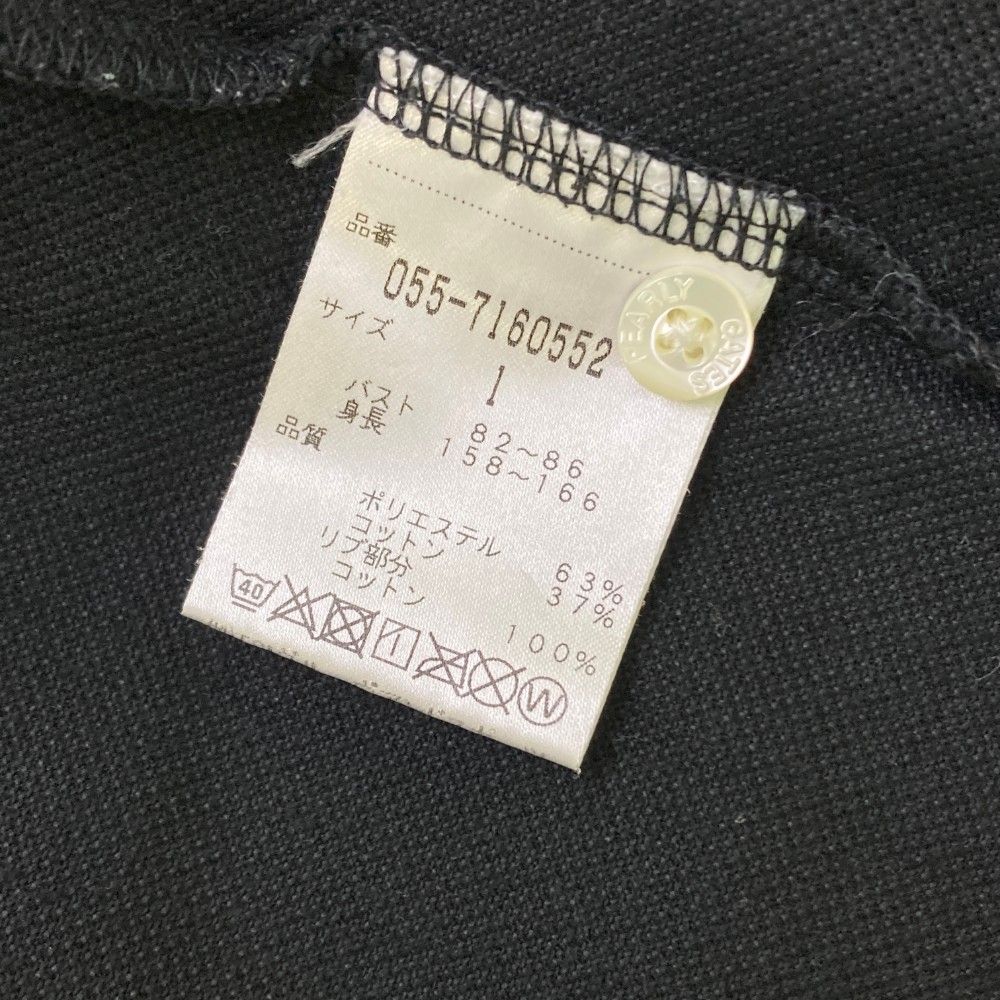 品番
055-7160552
サイズ
1
バスト 82～86
身長 158～166
品質
ポリエステル 63%
コットン 37%
リブ部分
コットン 100%
40
W
PEARLY GATES